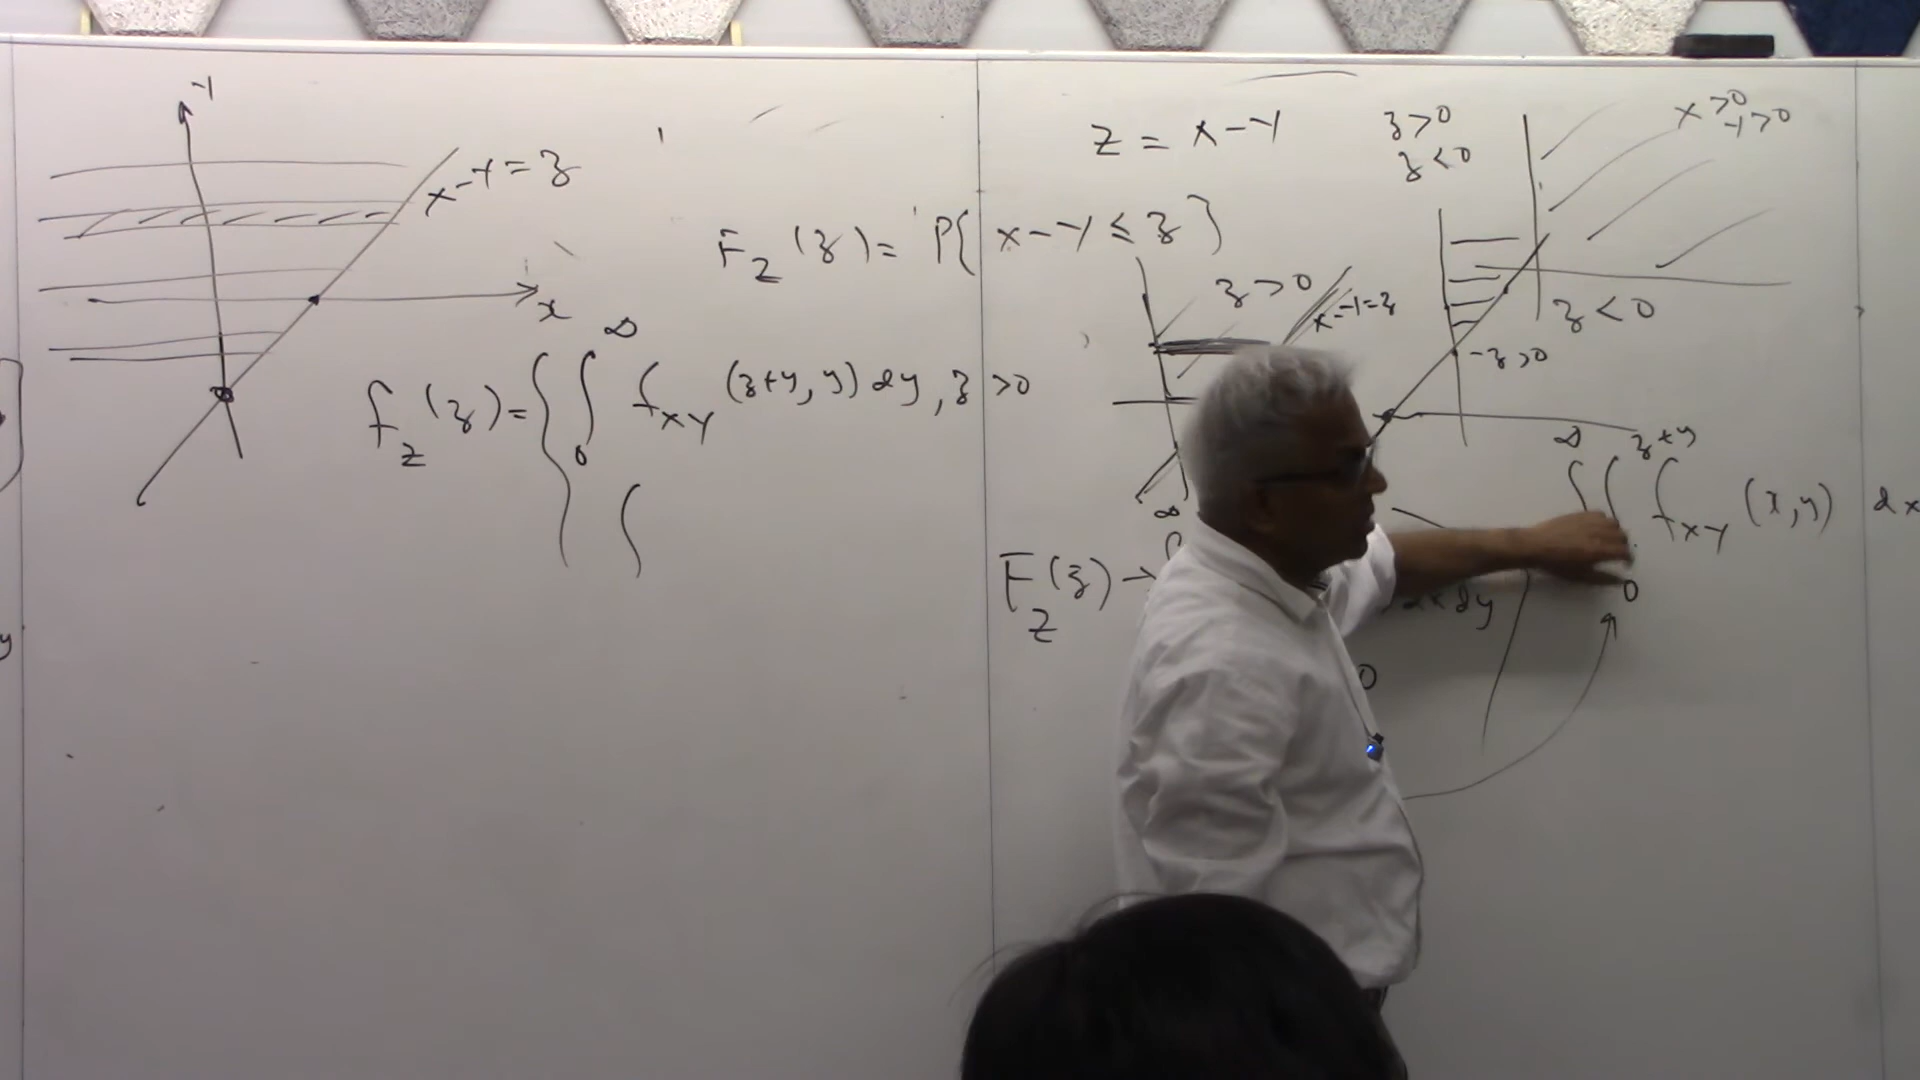 Y
x - Y = z
x
f_Z (z) = { ∫_0^∞ f_XY (z+y, y) dy, z > 0
∫
y
Z = X - Y
z > 0
z < 0
x > 0
Y > 0
F_Z (z) = P{ X - Y ≤ z }
z > 0
x - Y = z
z < 0
-z > 0
∞
F_Z (z) →
dx dy
0
∞ z+y
∫ ∫ f_XY (x, y) dx
0